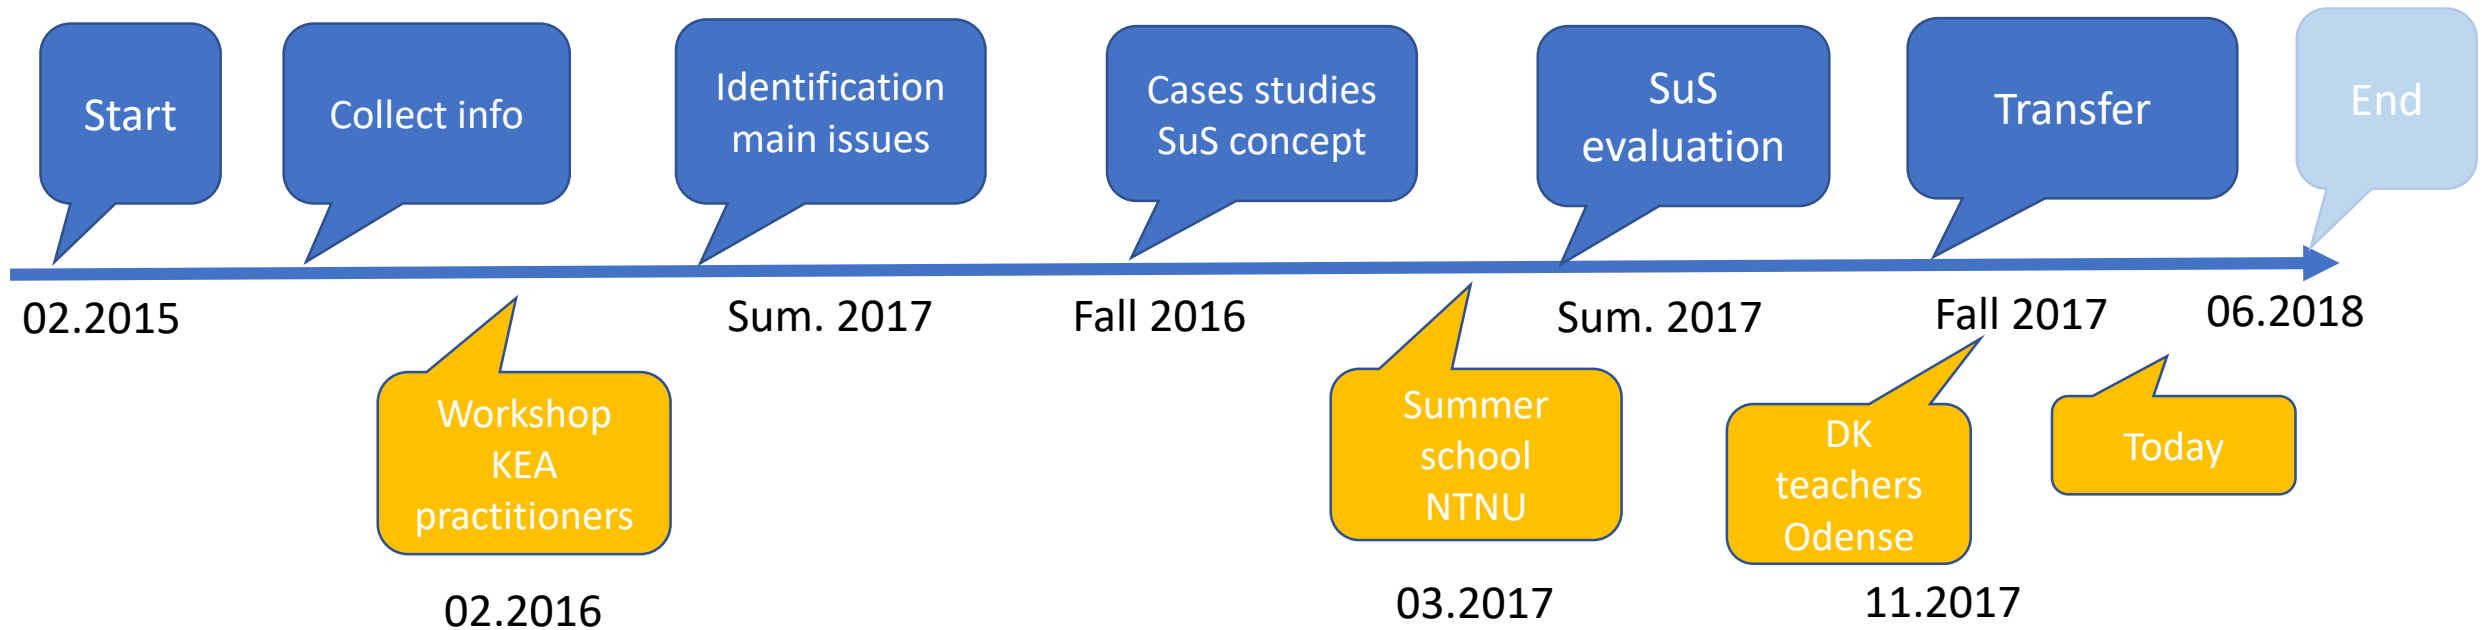 Start
Collect info
Identification
main issues
Cases studies
SuS concept
SuS
evaluation
Transfer
End
02.2015
Sum. 2017
Fall 2016
Sum. 2017
Fall 2017
06.2018
Workshop
KEA
practitioners
Summer
school
NTNU
DK
teachers
Odense
Today
02.2016
03.2017
11.2017